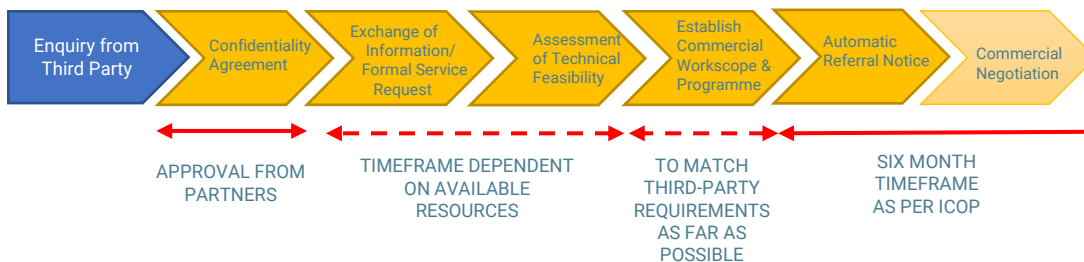 Enquiry from
Third Party
Confidentiality
Agreement
Exchange of
Information/
Formal Service
Request
Assessment
of Technical
Feasibility
Establish
Commercial
Workscope &
Programme
Automatic
Referral Notice
Commercial
Negotiation
APPROVAL FROM
PARTNERS
TIMEFRAME DEPENDENT
ON AVAILABLE
RESOURCES
TO MATCH
THIRD-PARTY
REQUIREMENTS
AS FAR AS
POSSIBLE
SIX MONTH
TIMEFRAME
AS PER ICOP